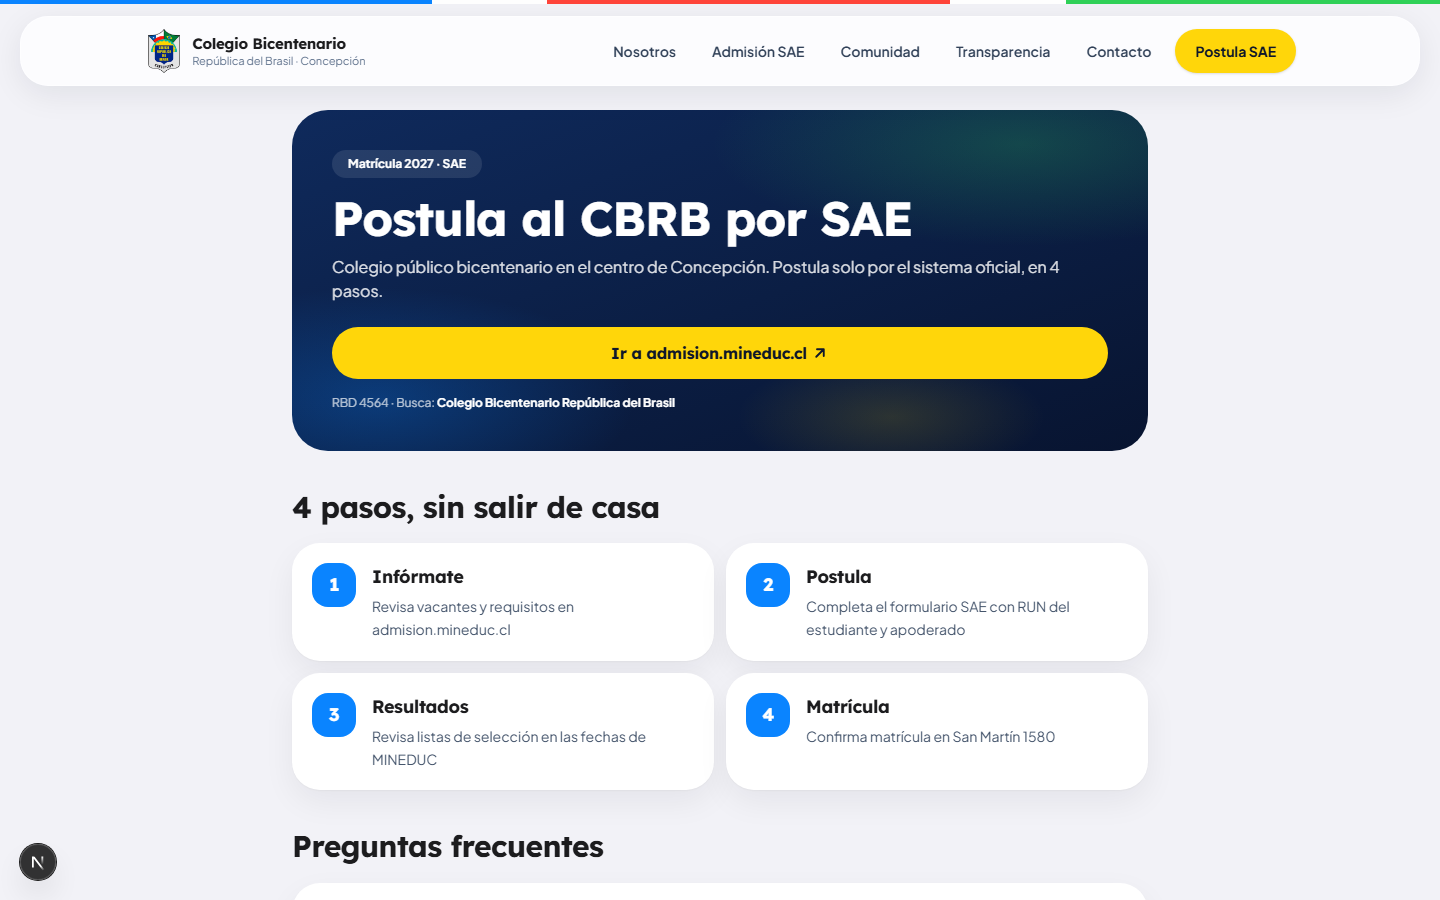 Colegio Bicentenario
República del Brasil · Concepción
Nosotros
Admisión SAE
Comunidad
Transparencia
Contacto
Postula SAE
Matrícula 2027 · SAE
Postula al CBRB por SAE
Colegio público bicentenario en el centro de Concepción. Postula solo por el sistema oficial, en 4
pasos.
Ir a admision.mineduc.cl ↗
RBD 4564 · Busca: Colegio Bicentenario República del Brasil
4 pasos, sin salir de casa
1
Infórmate
Revisa vacantes y requisitos en
admision.mineduc.cl
2
Postula
Completa el formulario SAE con RUN del
estudiante y apoderado
3
Resultados
Revisa listas de selección en las fechas de
MINEDUC
4
Matrícula
Confirma matrícula en San Martín 1580
Preguntas frecuentes
N